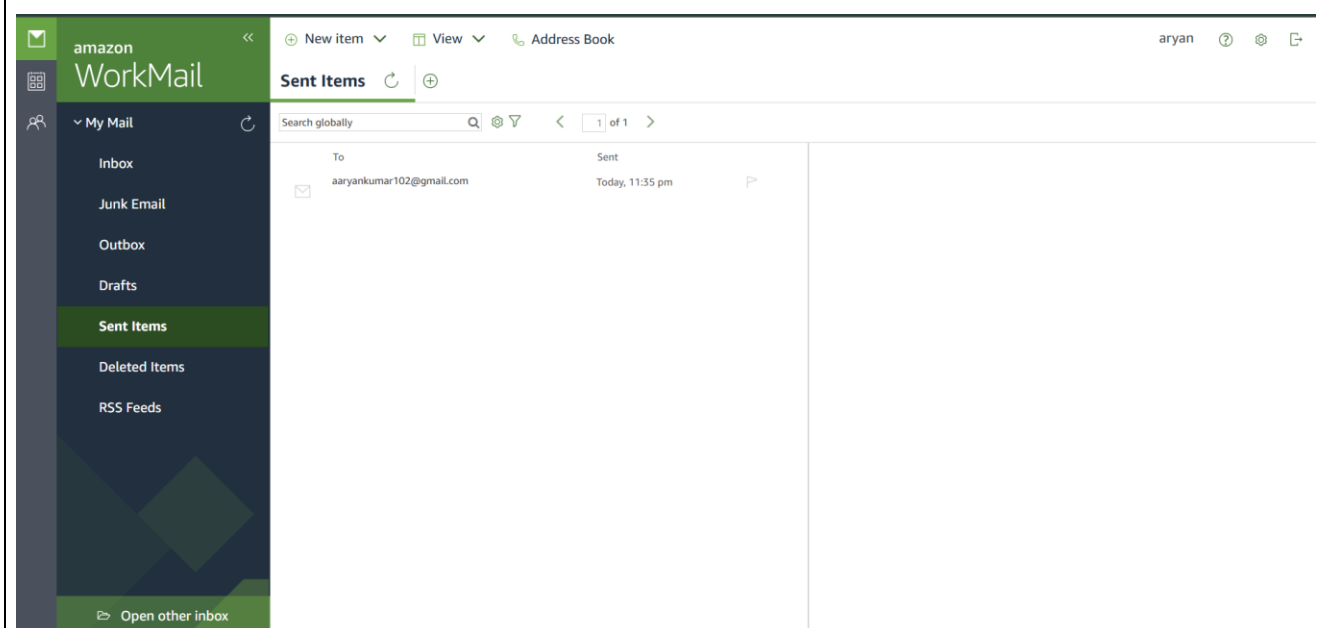 amazon
WorkMail
New item
View
Address Book
aryan
Sent Items
My Mail
Search globally
1 of 1
Inbox
Junk Email
Outbox
Drafts
Sent Items
Deleted Items
RSS Feeds
Open other inbox
To
Sent
aaryankumar102@gmail.com
Today, 11:35 pm